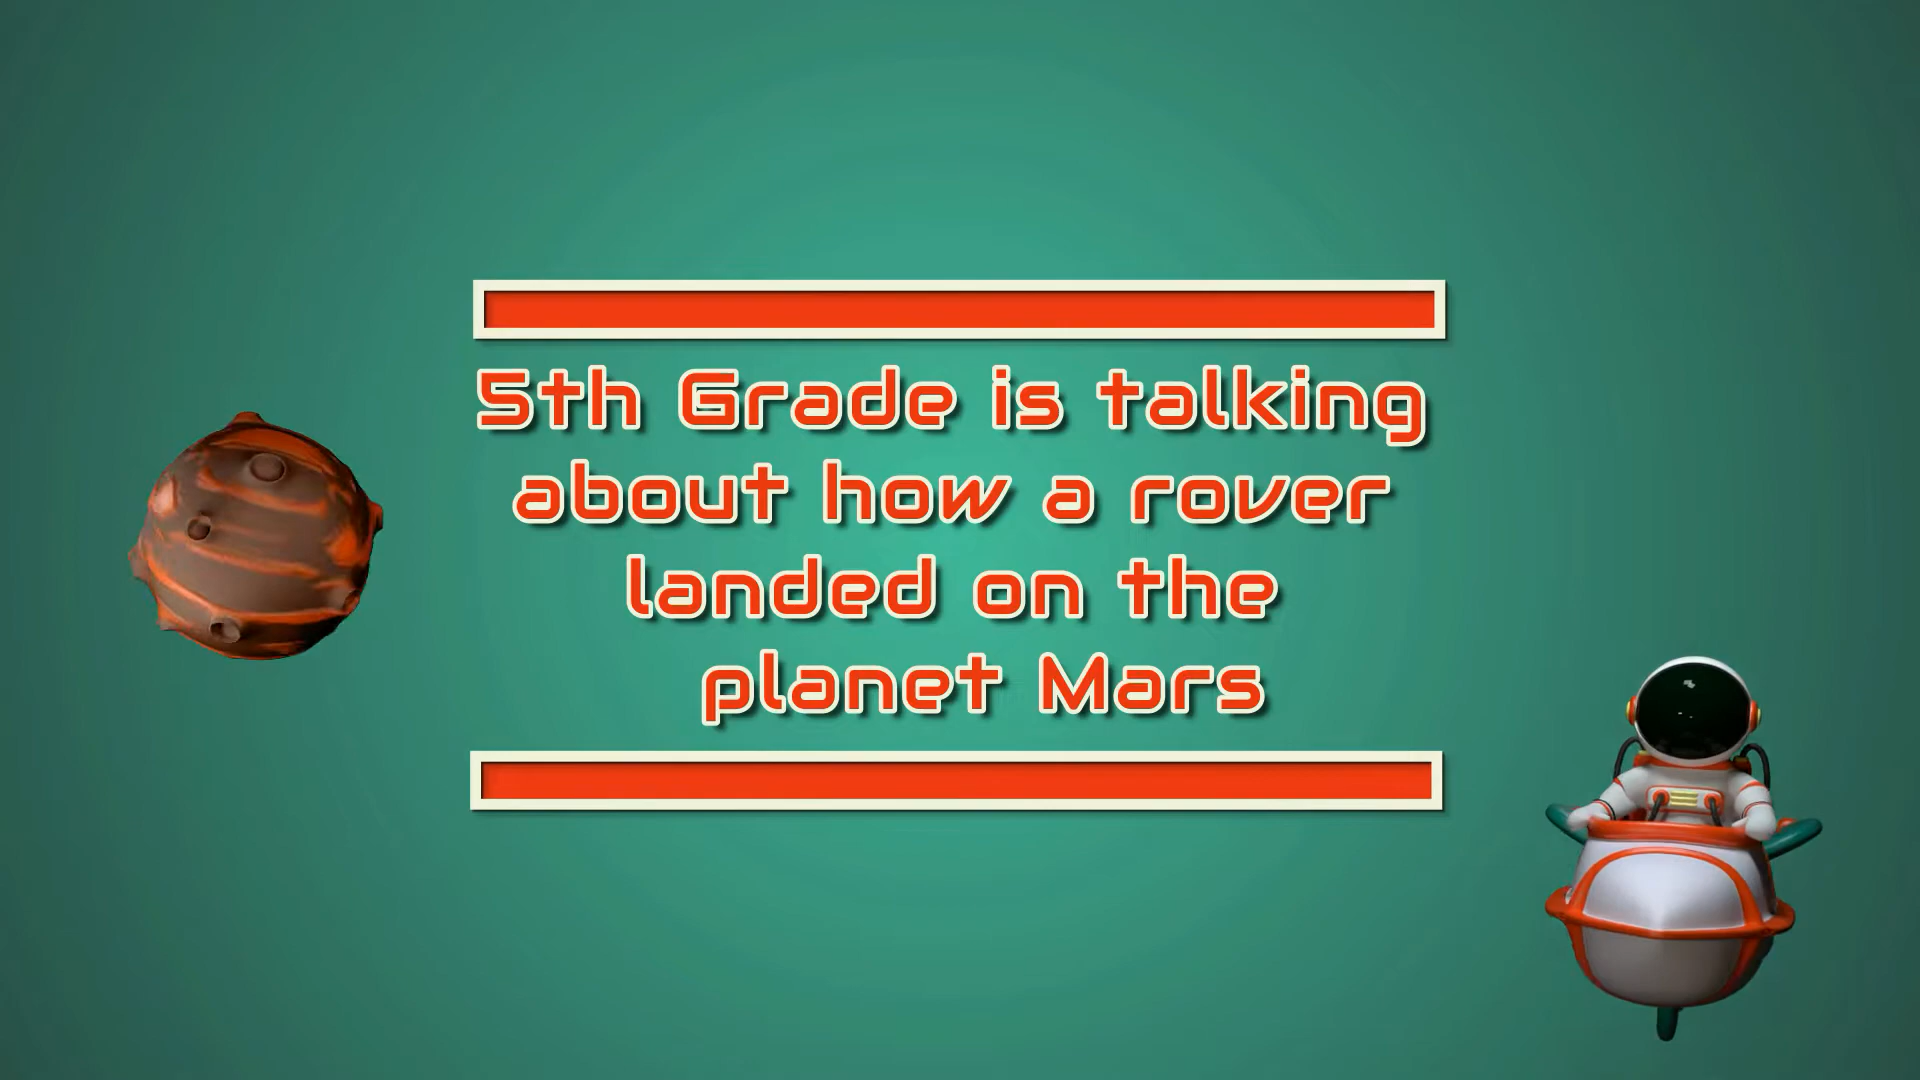 5th Grade is talking
about how a rover
landed on the
planet Mars